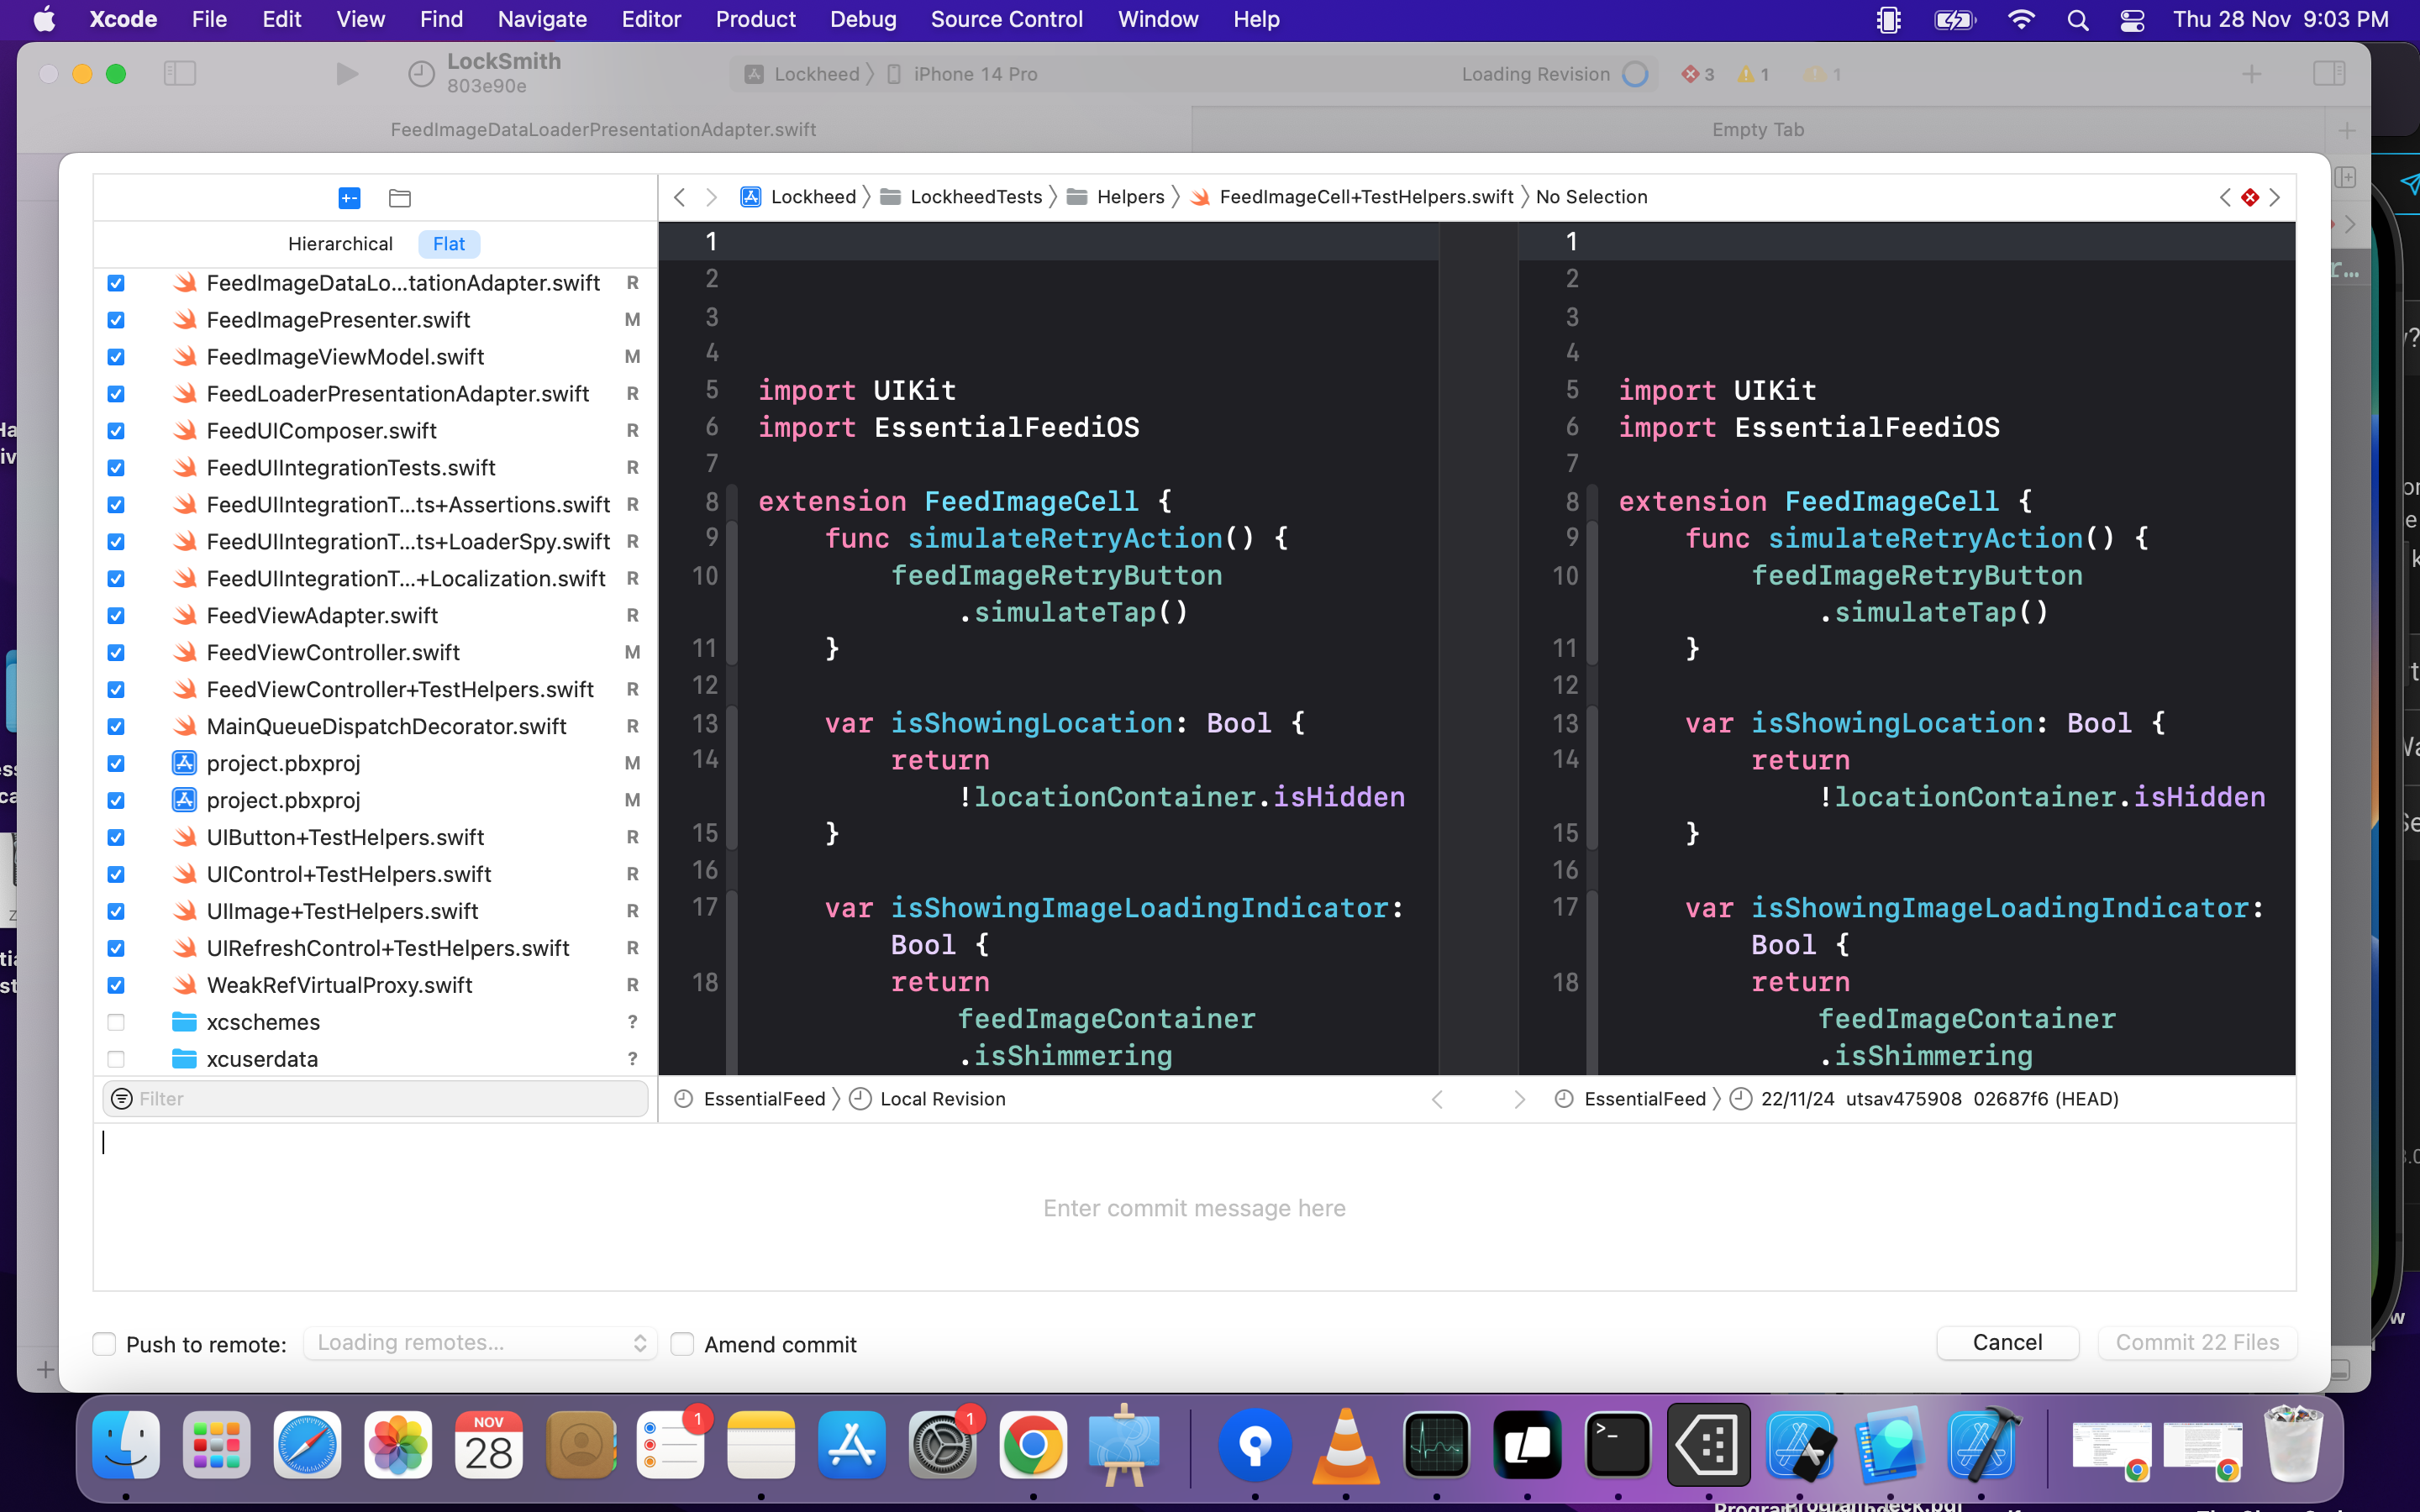 Xcode File Edit View Find Navigate Editor Product Debug Source Control Window Help Thu 28 Nov 9:03 PM
LockSmith
803e90e
Lockheed 〉 iPhone 14 Pro
Loading Revision
3 1 1
FeedImageDataLoaderPresentationAdapter.swift
Empty Tab
Lockheed 〉 LockheedTests 〉 Helpers 〉 FeedImageCell+TestHelpers.swift 〉 No Selection
Hierarchical Flat
FeedImageDataLo...tationAdapter.swift R
FeedImagePresenter.swift M
FeedImageViewModel.swift M
FeedLoaderPresentationAdapter.swift R
FeedUIComposer.swift R
FeedUIIntegrationTests.swift R
FeedUIIntegrationT...ts+Assertions.swift R
FeedUIIntegrationT...ts+LoaderSpy.swift R
FeedUIIntegrationT...+Localization.swift R
FeedViewAdapter.swift R
FeedViewController.swift M
FeedViewController+TestHelpers.swift R
MainQueueDispatchDecorator.swift R
project.pbxproj M
project.pbxproj M
UIButton+TestHelpers.swift R
UIControl+TestHelpers.swift R
UIImage+TestHelpers.swift R
UIRefreshControl+TestHelpers.swift R
WeakRefVirtualProxy.swift R
xcschemes ?
xcuserdata ?
Filter
1
2
3
4
5 import UIKit
6 import EssentialFeediOS
7
8 extension FeedImageCell {
9 func simulateRetryAction() {
10 feedImageRetryButton
.simulateTap()
11 }
12
13 var isShowingLocation: Bool {
14 return
!locationContainer.isHidden
15 }
16
17 var isShowingImageLoadingIndicator:
Bool {
18 return
feedImageContainer
.isShimmering
1
2
3
4
5 import UIKit
6 import EssentialFeediOS
7
8 extension FeedImageCell {
9 func simulateRetryAction() {
10 feedImageRetryButton
.simulateTap()
11 }
12
13 var isShowingLocation: Bool {
14 return
!locationContainer.isHidden
15 }
16
17 var isShowingImageLoadingIndicator:
Bool {
18 return
feedImageContainer
.isShimmering
EssentialFeed 〉 Local Revision
EssentialFeed 〉 22/11/24 utsav475908 02687f6 (HEAD)
Enter commit message here
Push to remote: Loading remotes... Amend commit
Cancel Commit 22 Files
NOV
28
1
1